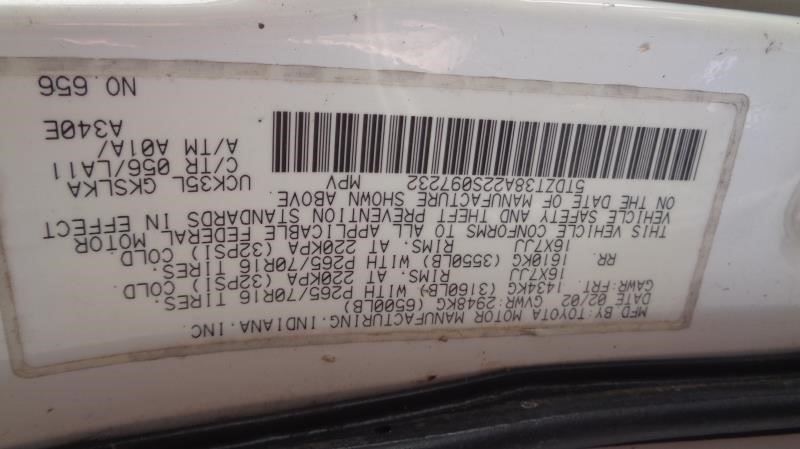 MFD.BY:TOYOTA MOTOR MANUFACTURING,INDIANA,INC.
DATE 02/02 GVWR:2948KG (6500LB)
GAWR:FRT. 1434KG (3160LB) WITH P265/70R16 TIRES,
16X7JJ RIMS, AT 220KPA (32PSI) COLD
RR. 1610KG (3550LB) WITH P265/70R16 TIRES,
16X7JJ RIMS, AT 220KPA (32PSI) COLD
THIS VEHICLE CONFORMS TO ALL APPLICABLE FEDERAL MOTOR
VEHICLE SAFETY AND THEFT PREVENTION STANDARDS IN EFFECT
ON THE DATE OF MANUFACTURE SHOWN ABOVE.
5TDZT38A22S097232 MPV
UCK35L GKSLKA
C/TR 056/LA11
A/TM A01A/
A340E
NO.656